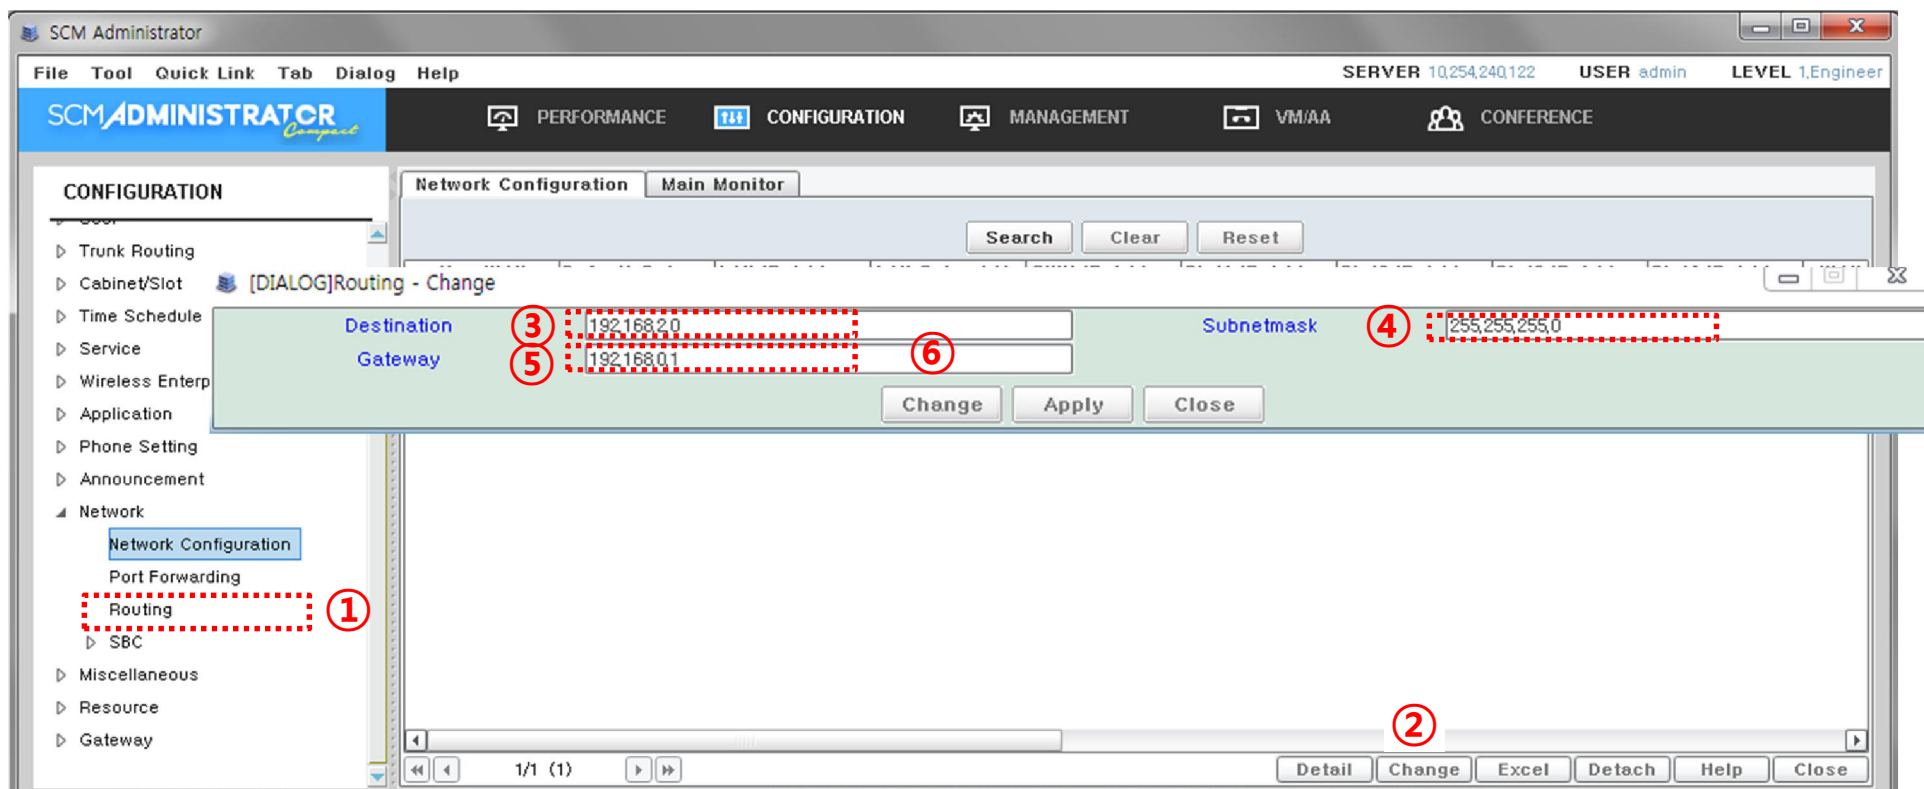 SCM Administrator
File Tool Quick Link Tab Dialog Help SERVER 10,254,240,122 USER admin LEVEL 1,Engineer
SCM ADMINISTRATOR Compact PERFORMANCE CONFIGURATION MANAGEMENT VM/AA CONFERENCE
CONFIGURATION
Network Configuration Main Monitor
Search Clear Reset
Trunk Routing
Cabinet/Slot
[DIALOG]Routing - Change
Time Schedule
Destination ③ 192,168,2,0 Subnetmask ④ 255,255,255,0
Service
Gateway ⑤ 192,168,0,1 ⑥
Wireless Enterp
Application
Change Apply Close
Phone Setting
Announcement
Network
Network Configuration
Port Forwarding
Routing ①
SBC
Miscellaneous
Resource
②
Gateway
1/1 (1) Detail Change Excel Detach Help Close